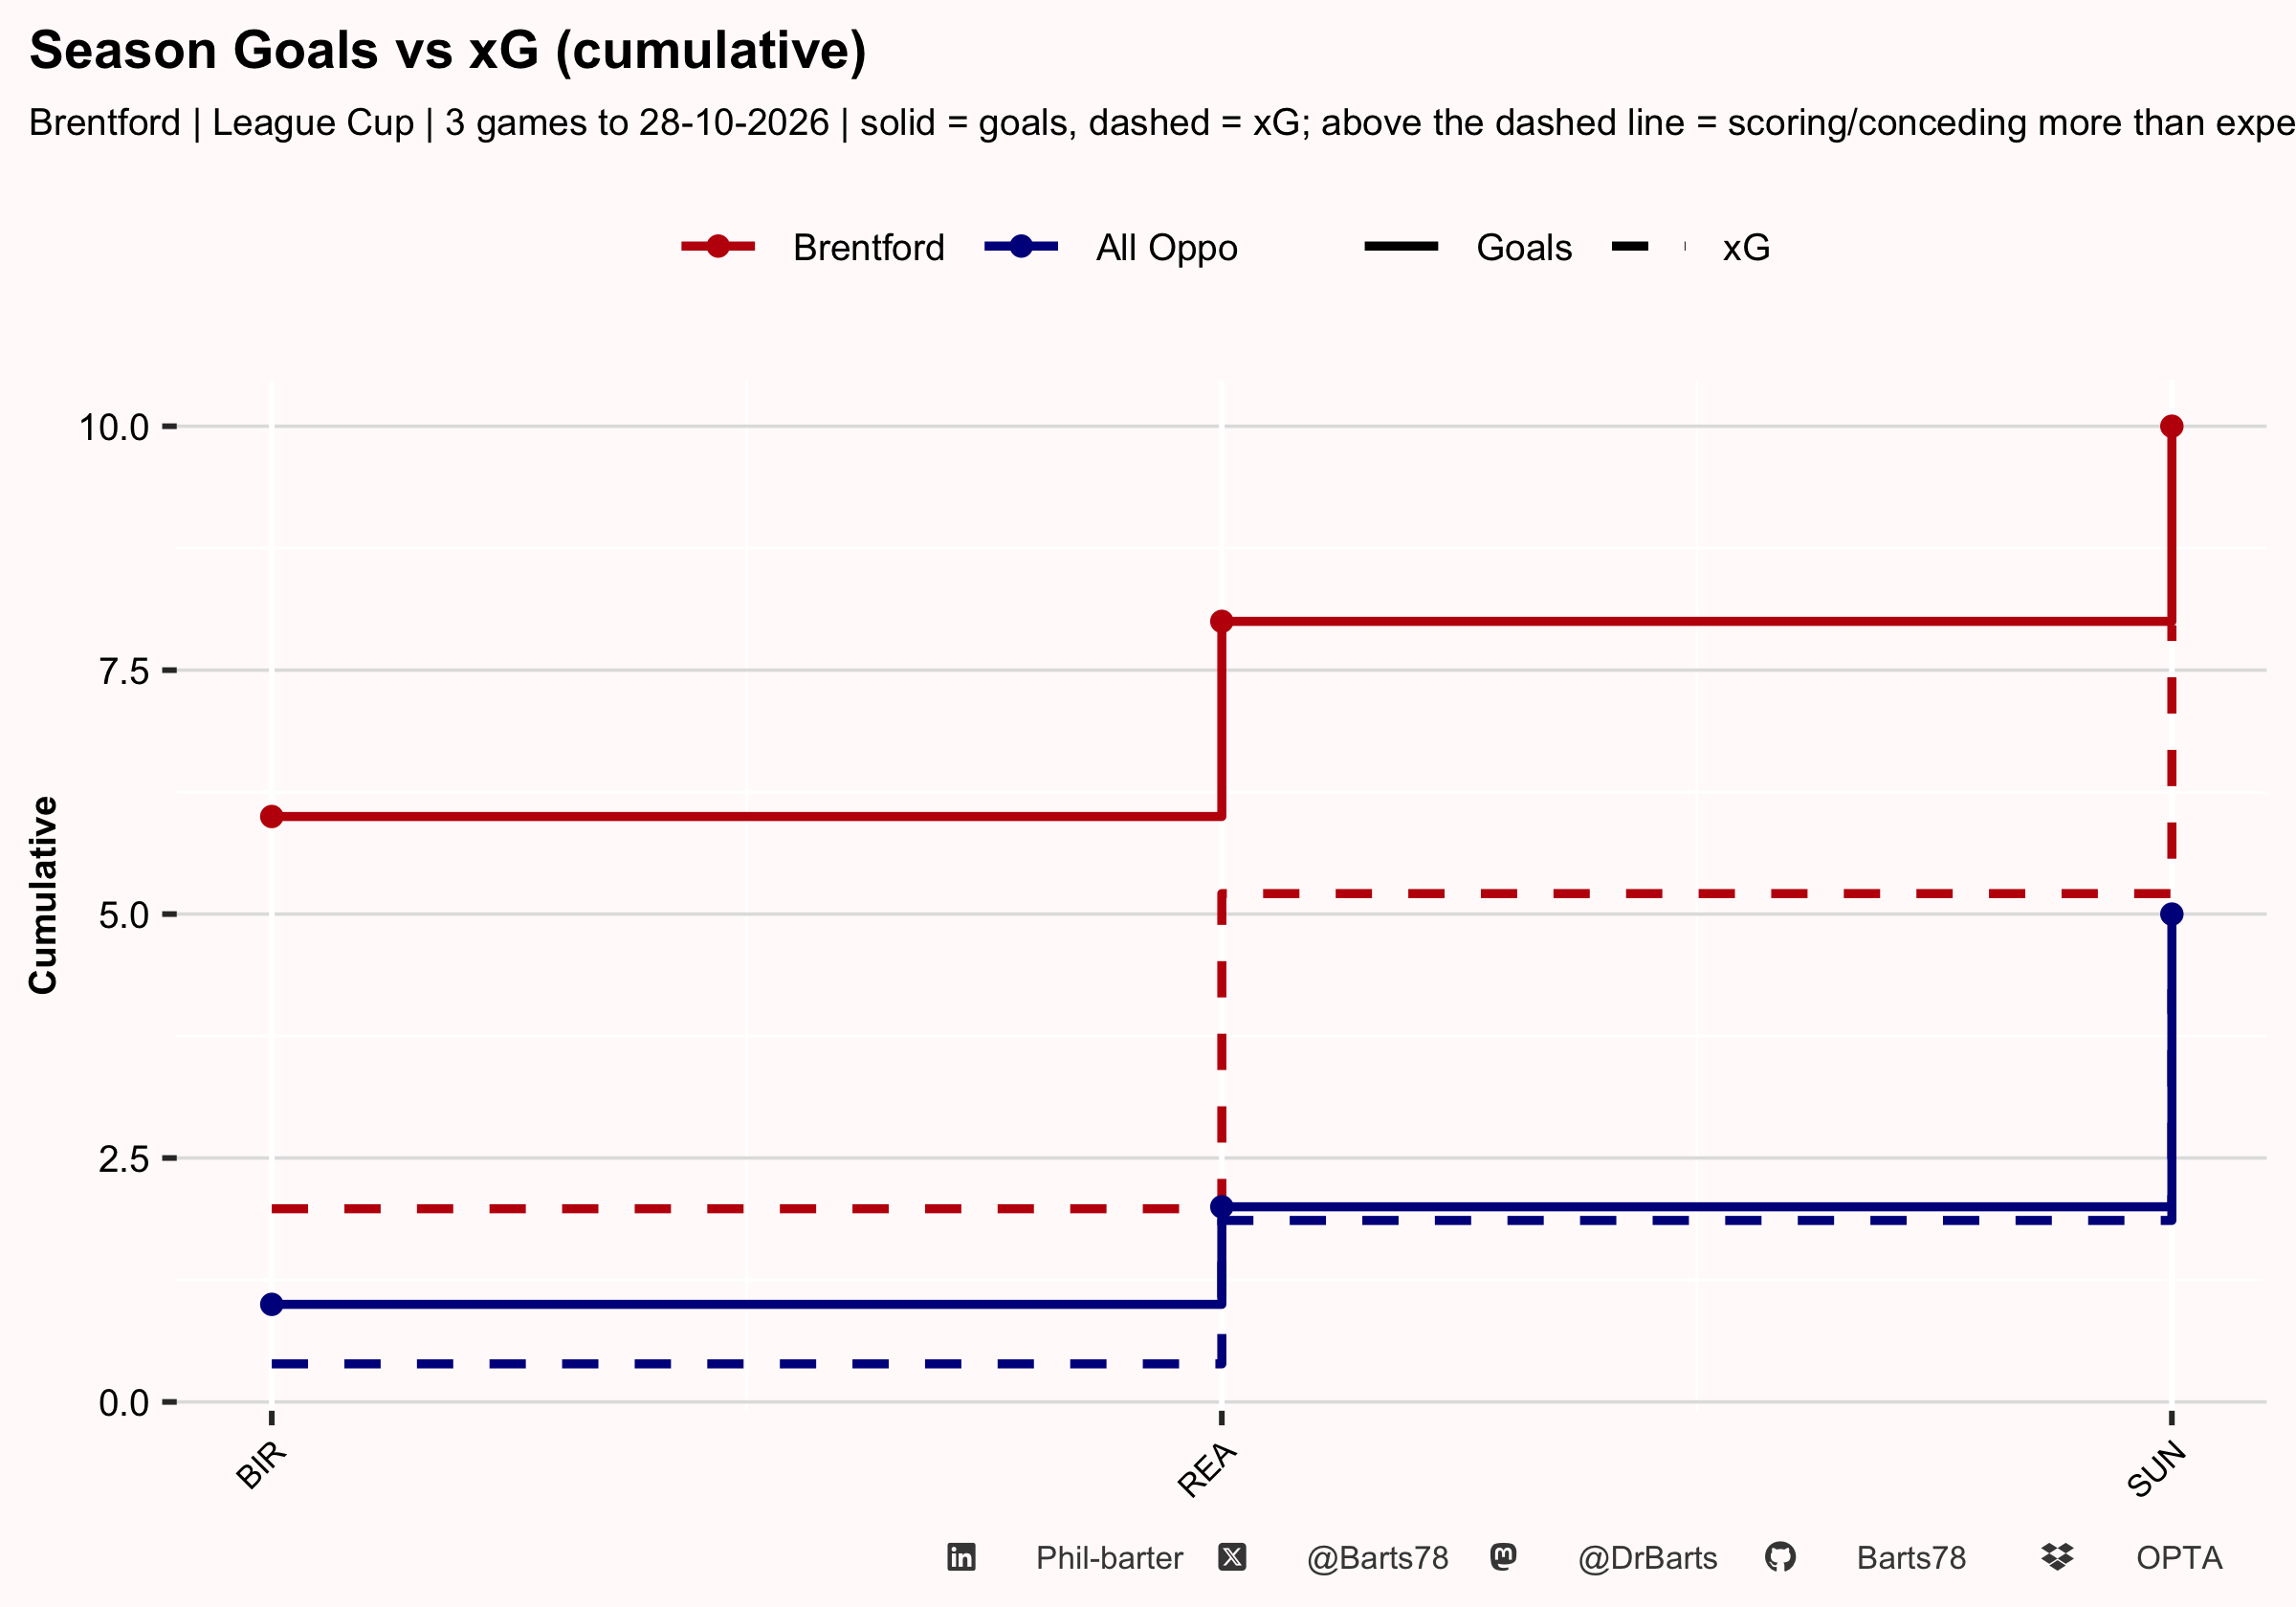 Season Goals vs xG (cumulative)
Brentford | League Cup | 3 games to 28-10-2026 | solid = goals, dashed = xG; above the dashed line = scoring/conceding more than expe
Brentford All Oppo Goals xG
Cumulative
10.0
7.5
5.0
2.5
0.0
BIR REA SUN
Phil-barter @Barts78 @DrBarts Barts78 OPTA